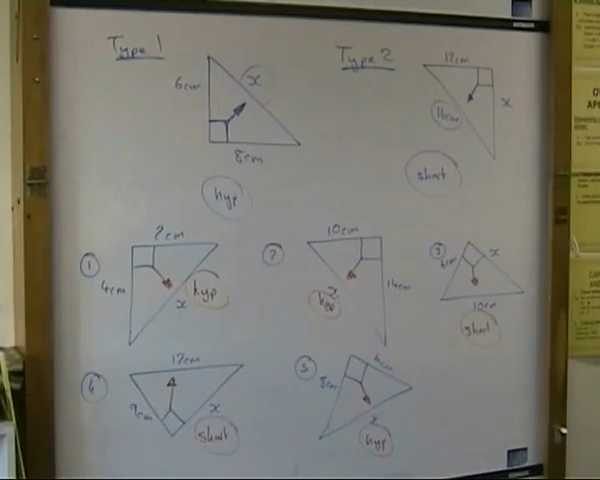 Type 1
6cm
x
8cm
hyp
Type 2
12cm
16cm
x
short
1
2cm
4cm
x
hyp
2
10cm
x
hyp
3
6cm
x
10cm
short
4
12cm
9cm
x
short
5
8cm
6cm
x
hyp